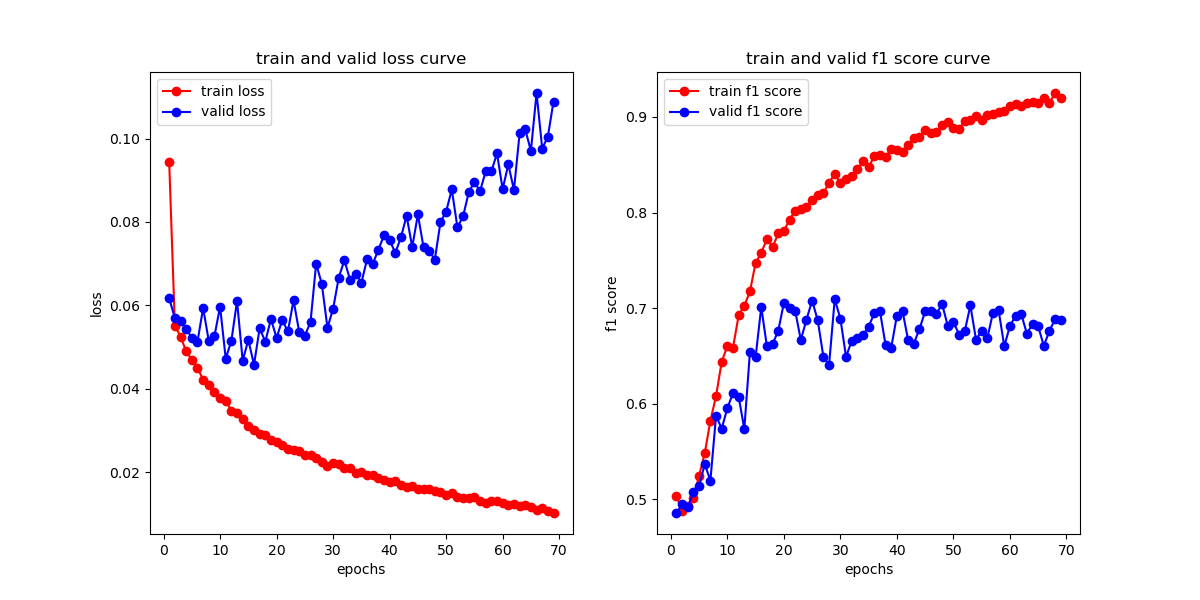 train and valid loss curve
train loss
valid loss
0.10
0.08
0.06
0.04
0.02
loss
0 10 20 30 40 50 60 70
epochs
train and valid f1 score curve
train f1 score
valid f1 score
0.9
0.8
0.7
0.6
0.5
f1 score
0 10 20 30 40 50 60 70
epochs